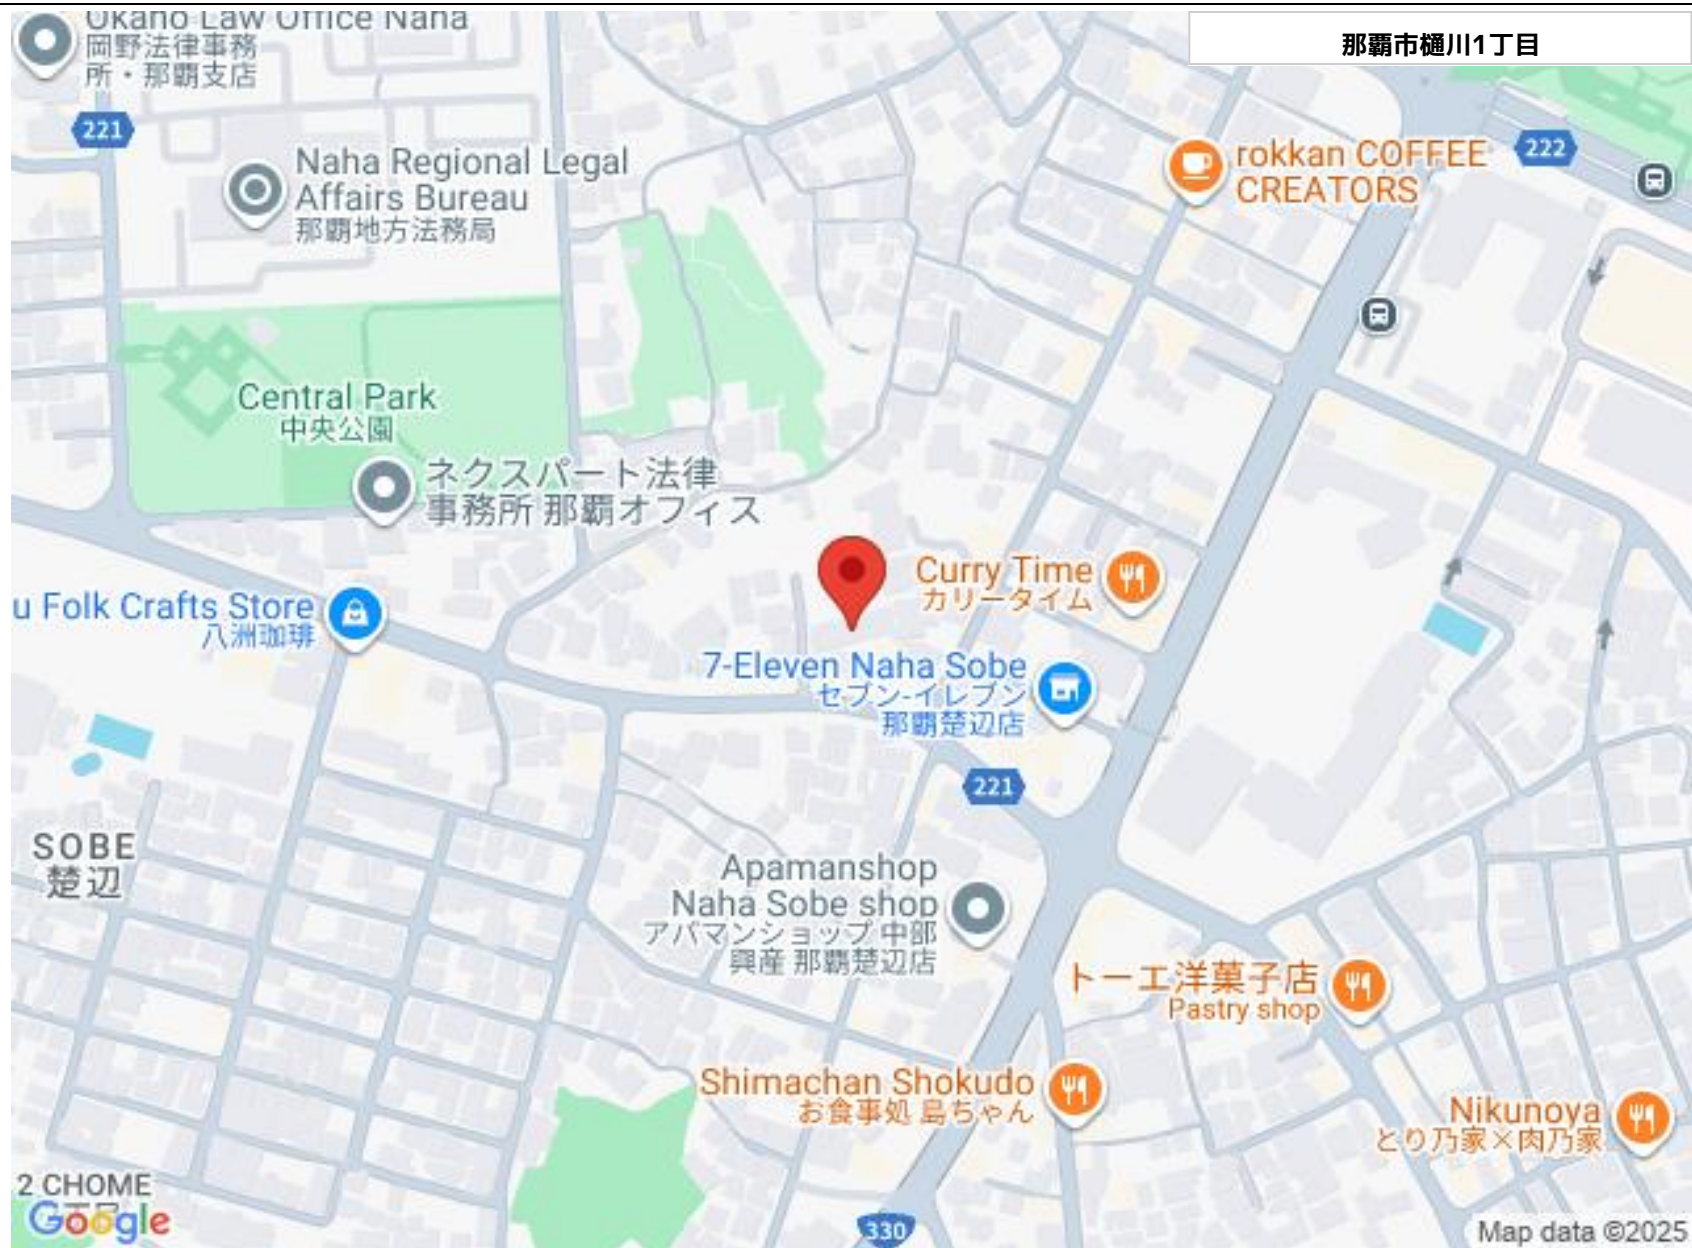 Okano Law Office Naha
岡野法律事務
所・那覇支店
那覇市樋川1丁目
221
Naha Regional Legal
Affairs Bureau
那覇地方法務局
rokkan COFFEE
CREATORS
222
Central Park
中央公園
ネクスパート法律
事務所 那覇オフィス
Curry Time
カリータイム
u Folk Crafts Store
八洲珈琲
7-Eleven Naha Sobe
セブン-イレブン
那覇楚辺店
221
SOBE
楚辺
Apamanshop
Naha Sobe shop
アパマンショップ 中部
興産 那覇楚辺店
トーエ洋菓子店
Pastry shop
Shimachan Shokudo
お食事処 島ちゃん
Nikunoya
とり乃家×肉乃家
2 CHOME
Google
330
Map data ©2025